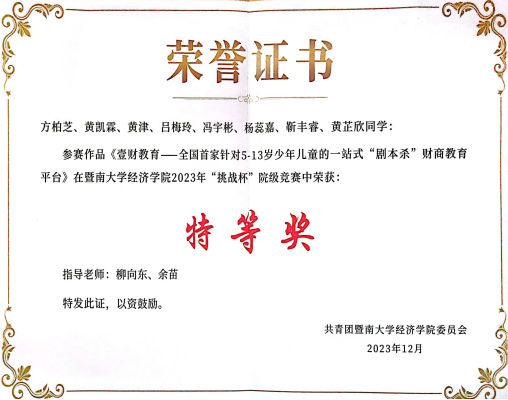 荣誉证书
方柏芝、黄凯霖、黄津、吕梅玲、冯宇彬、杨蕊嘉、靳丰睿、黄芷欣同学：
参赛作品《壹财教育——全国首家针对5-13岁少年儿童的一站式“剧本杀”财商教育
平台》在暨南大学经济学院2023年“挑战杯”院级竞赛中荣获：
特等奖
指导老师：柳向东、余苗
特发此证，以资鼓励。
共青团暨南大学经济学院委员会
2023年12月